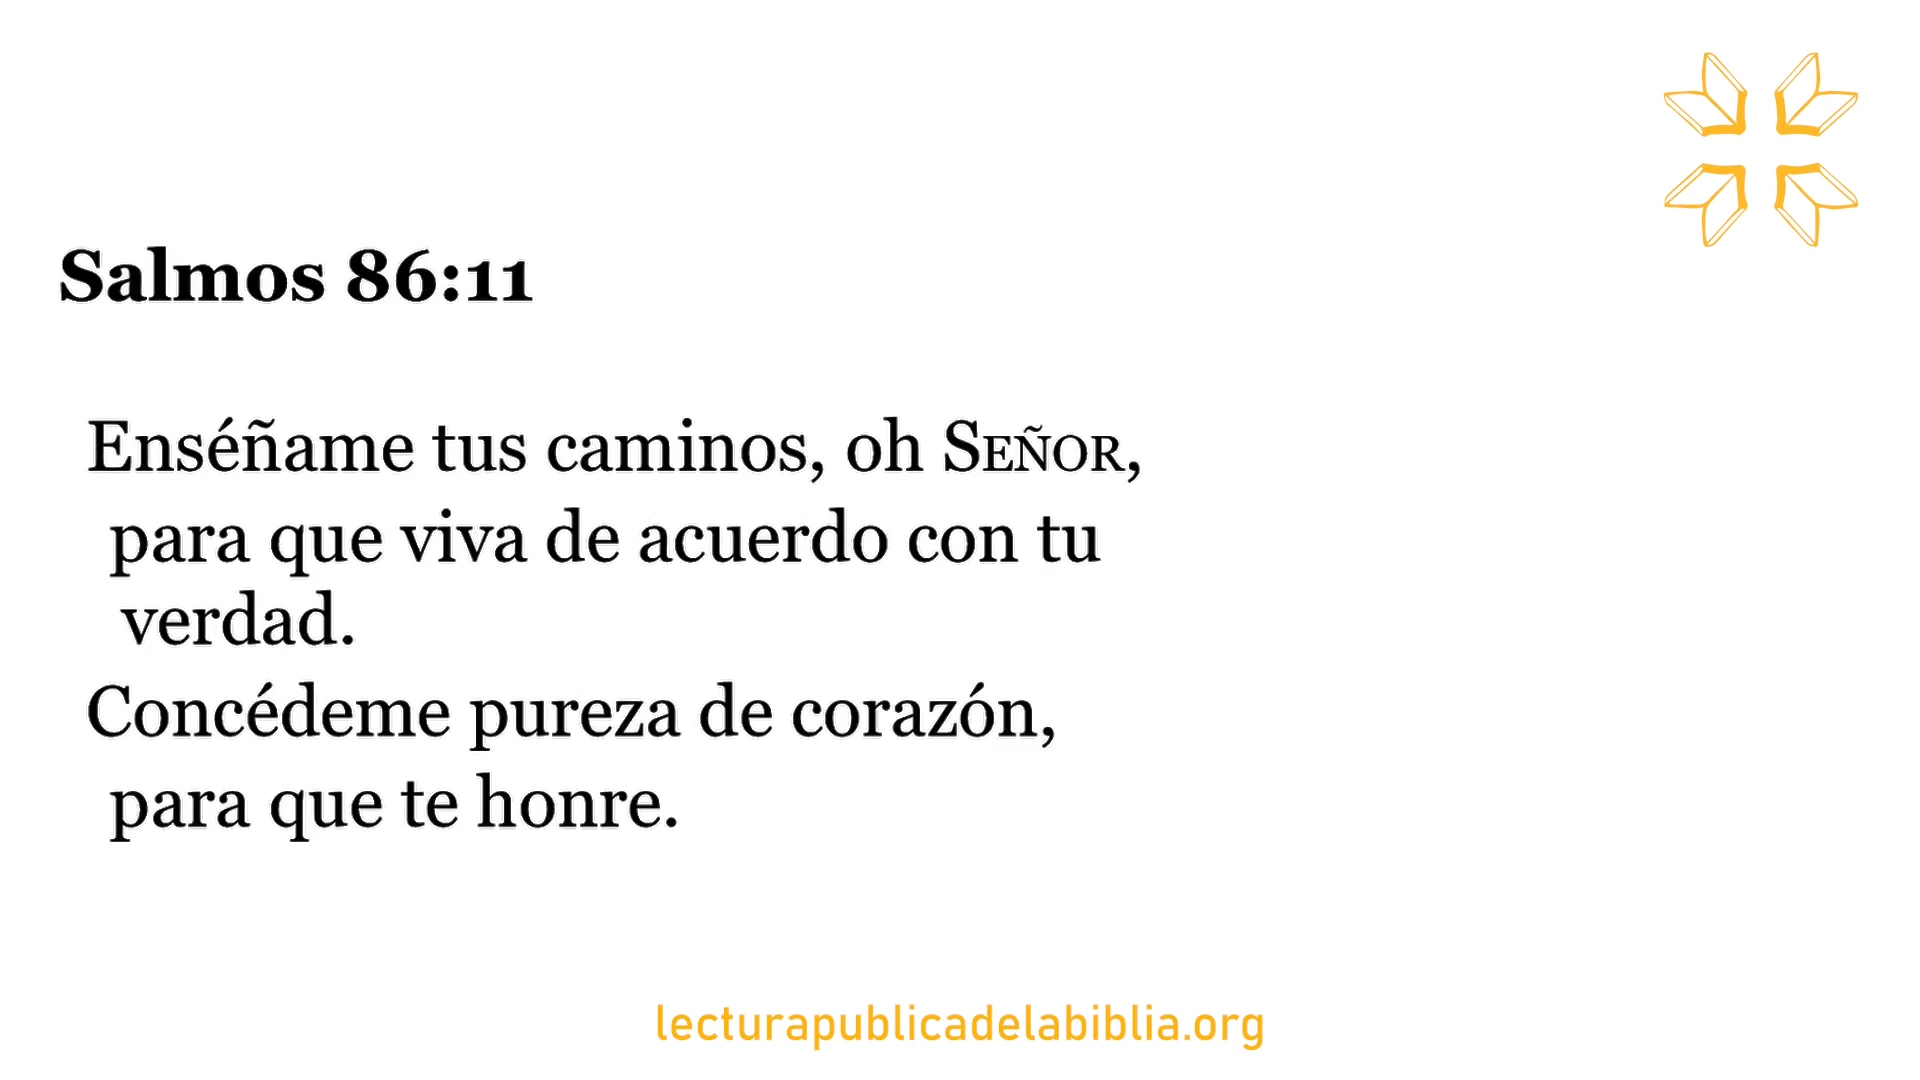 Salmos 86:11
Enséñame tus caminos, oh SEÑOR,
para que viva de acuerdo con tu
verdad.
Concédeme pureza de corazón,
para que te honre.
lecturapublicadelabiblia.org